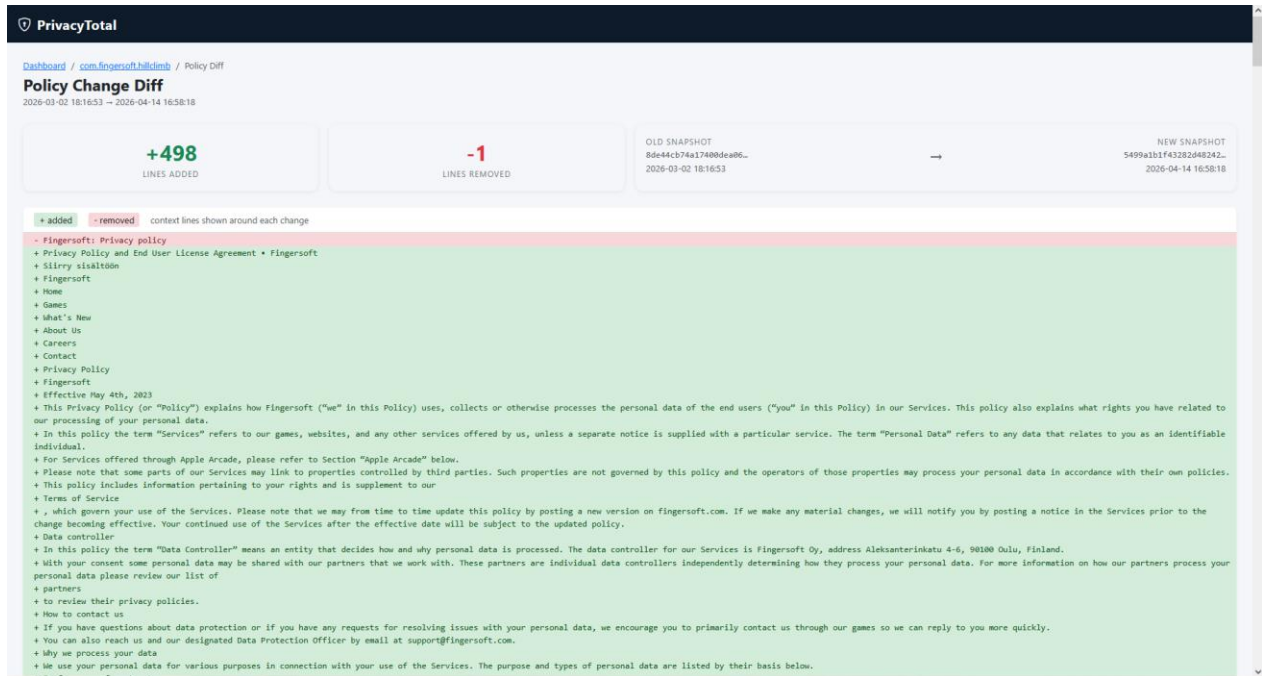 PrivacyTotal
Dashboard / com.fingersoft.hillclimb / Policy Diff
Policy Change Diff
2026-03-02 18:16:53 → 2026-04-14 16:58:18
+498
LINES ADDED
-1
LINES REMOVED
OLD SNAPSHOT
8de44cb74a17400dea06…
2026-03-02 18:16:53
→
NEW SNAPSHOT
5499a1b1f43282d48242…
2026-04-14 16:58:18
+ added - removed context lines shown around each change
- Fingersoft: Privacy policy
+ Privacy Policy and End User License Agreement • Fingersoft
+ Siirry sisältöön
+ Fingersoft
+ Home
+ Games
+ What's New
+ About Us
+ Careers
+ Contact
+ Privacy Policy
+ Fingersoft
+ Effective May 4th, 2023
+ This Privacy Policy (or “Policy”) explains how Fingersoft (“we” in this Policy) uses, collects or otherwise processes the personal data of the end users (“you” in this Policy) in our Services. This policy also explains what rights you have related to
our processing of your personal data.
+ In this policy the term “Services” refers to our games, websites, and any other services offered by us, unless a separate notice is supplied with a particular service. The term “Personal Data” refers to any data that relates to you as an identifiable
individual.
+ For Services offered through Apple Arcade, please refer to Section “Apple Arcade” below.
+ Please note that some parts of our Services may link to properties controlled by third parties. Such properties are not governed by this policy and the operators of those properties may process your personal data in accordance with their own policies.
+ This policy includes information pertaining to your rights and is supplement to our
+ Terms of Service
+ , which govern your use of the Services. Please note that we may from time to time update this policy by posting a new version on fingersoft.com. If we make any material changes, we will notify you by posting a notice in the Services prior to the
change becoming effective. Your continued use of the Services after the effective date will be subject to the updated policy.
+ Data controller
+ In this policy the term “Data Controller” means an entity that decides how and why personal data is processed. The data controller for our Services is Fingersoft Oy, address Aleksanterinkatu 4-6, 90100 Oulu, Finland.
+ With your consent some personal data may be shared with our partners that we work with. These partners are individual data controllers independently determining how they process your personal data. For more information on how our partners process your
personal data please review our list of
+ partners
+ to review their privacy policies.
+ How to contact us
+ If you have questions about data protection or if you have any requests for resolving issues with your personal data, we encourage you to primarily contact us through our games so we can reply to you more quickly.
+ You can also reach us and our designated Data Protection Officer by email at support@fingersoft.com.
+ Why we process your data
+ We use your personal data for various purposes in connection with your use of the Services. The purpose and types of personal data are listed by their basis below.